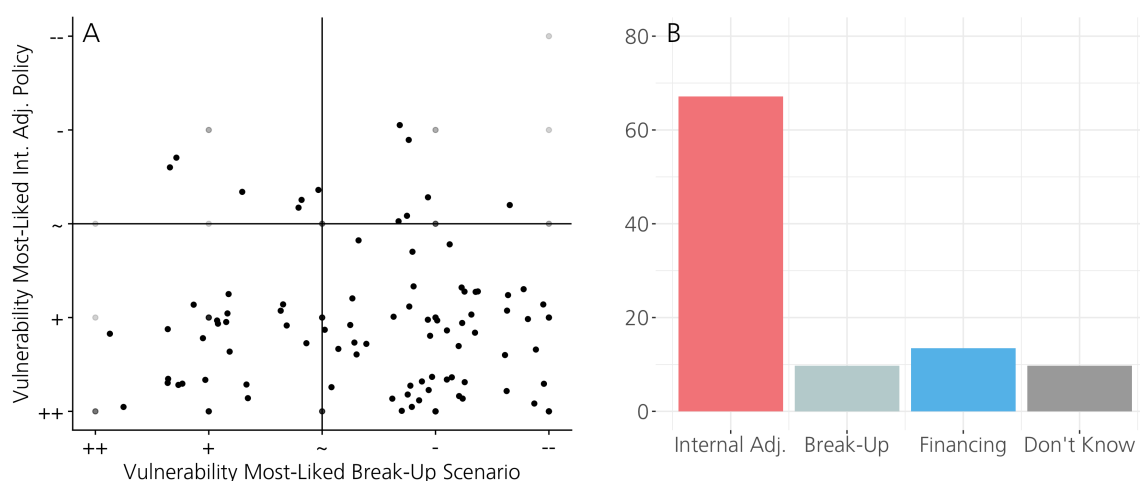 A
Vulnerability Most-Liked Int. Adj. Policy
--
-
~
+
++
++
+
~
-
--
Vulnerability Most-Liked Break-Up Scenario
B
80
60
40
20
0
Internal Adj.
Break-Up
Financing
Don't Know